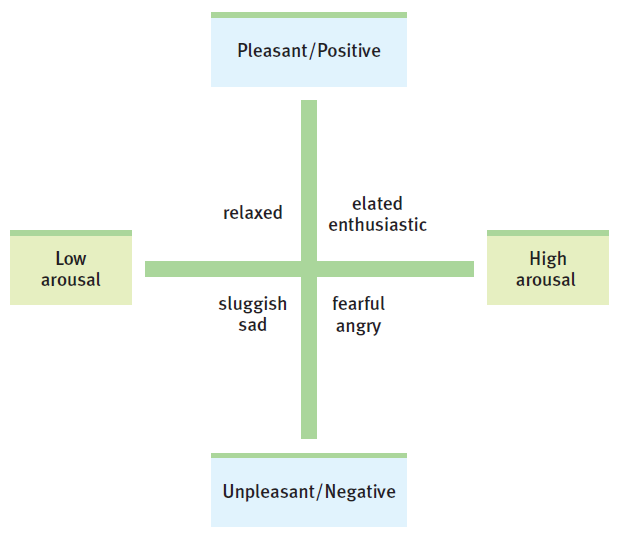 Pleasant/Positive
relaxed
elated
enthusiastic
Low
arousal
High
arousal
sluggish
sad
fearful
angry
Unpleasant/Negative